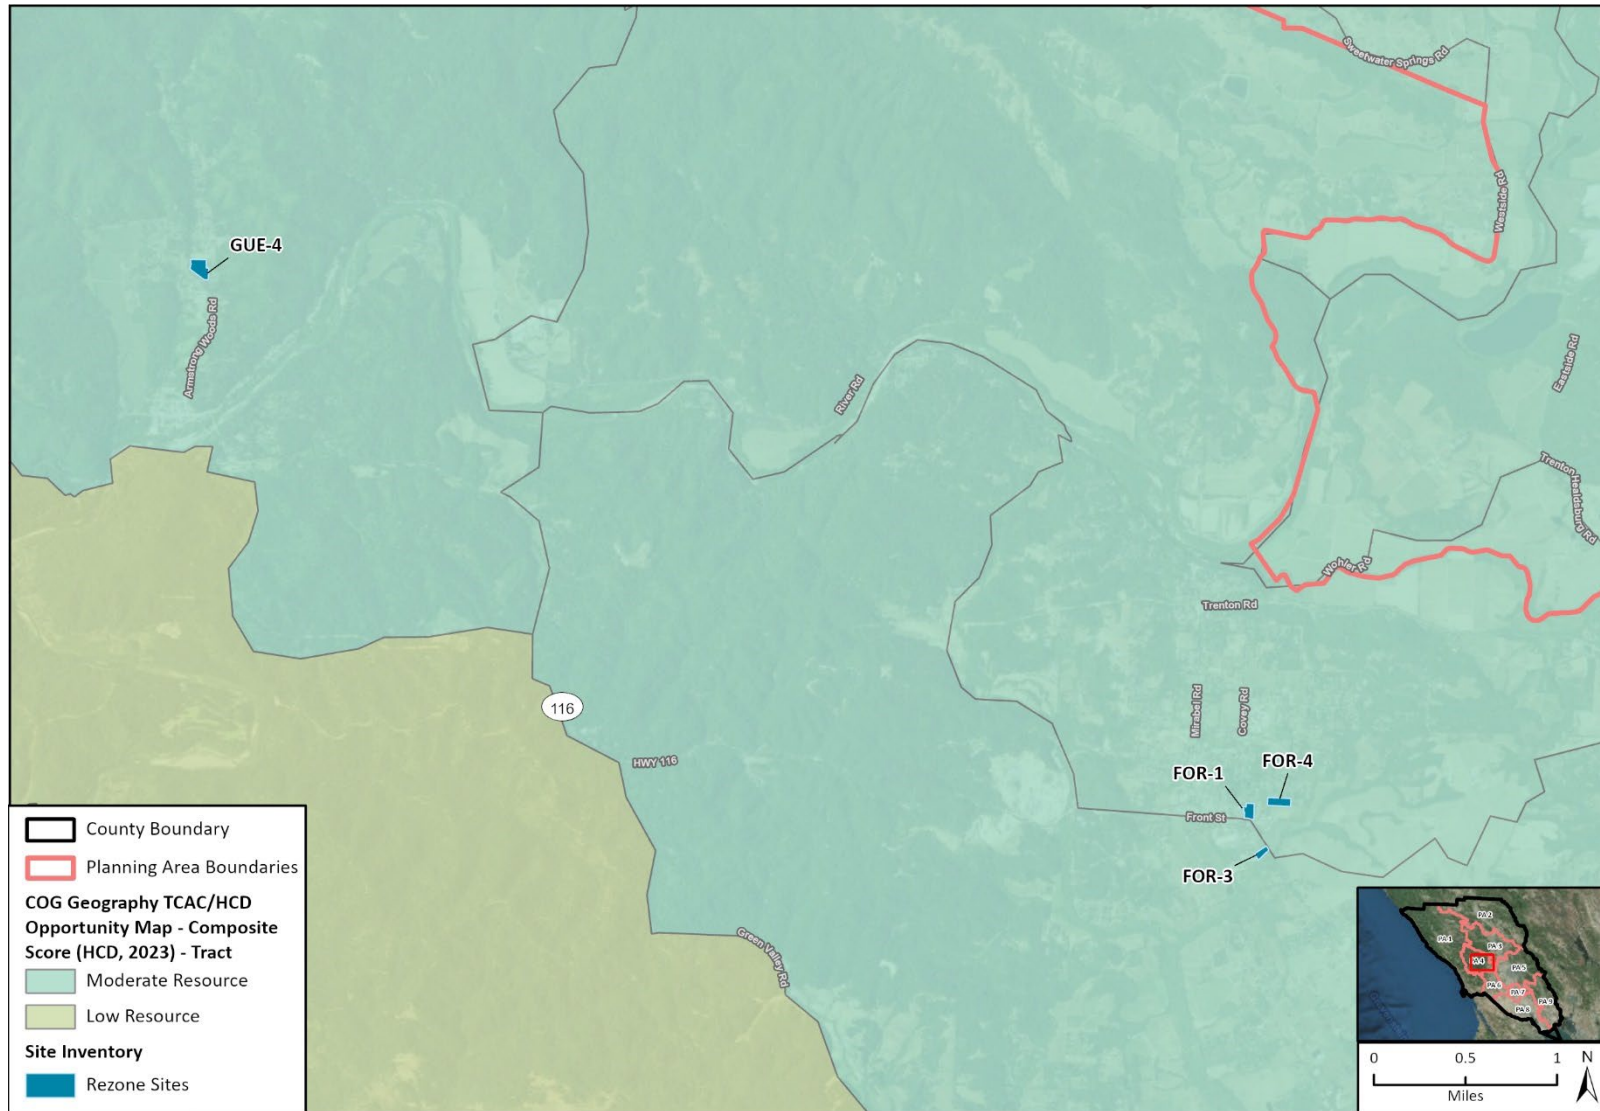 Sweetwater Springs Rd
Westside Rd
GUE-4
Armstrong Woods Rd
River Rd
Eastside Rd
Trenton Healdsburg Rd
Wohler Rd
Trenton Rd
Mirabel Rd
Covey Rd
116
HWY 116
FOR-1
FOR-4
Front St
FOR-3
Green Valley Rd
County Boundary
Planning Area Boundaries
COG Geography TCAC/HCD
Opportunity Map - Composite
Score (HCD, 2023) - Tract
Moderate Resource
Low Resource
Site Inventory
Rezone Sites
PA 2
PA 1
PA 3
PA 5
PA 6
PA 7
PA 9
PA 8
0 0.5 1
Miles
N